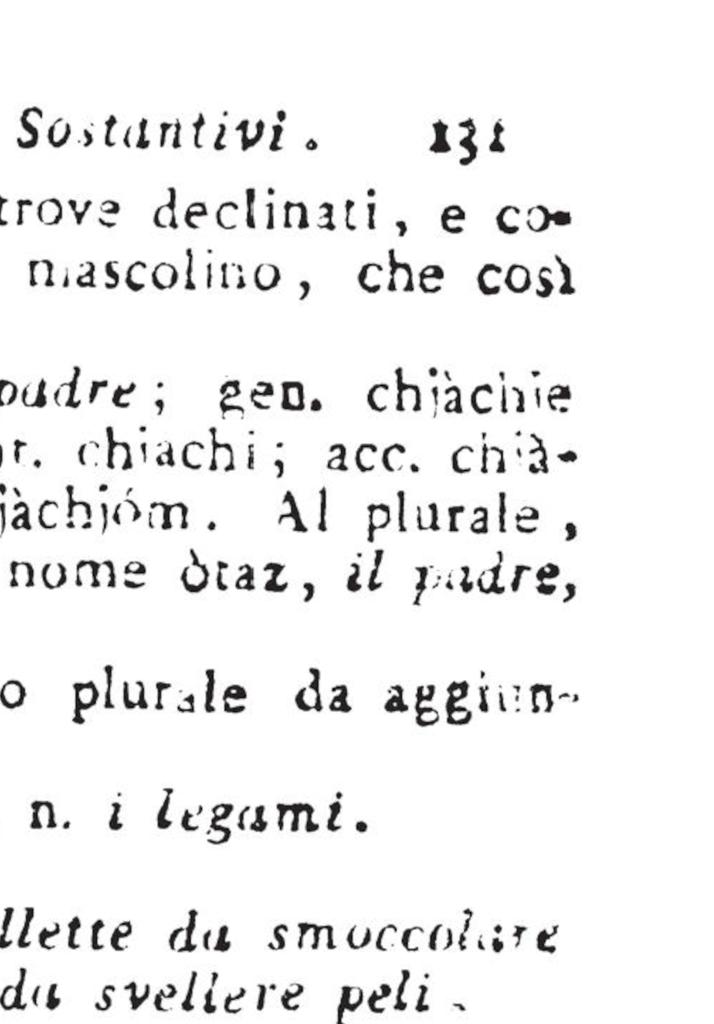 Sostantivi. 131
trove declinati, e co-
mascolino, che così
padre; gen. chjàchie
chiachi; acc. chià-
jàchjóm. Al plurale,
nome òtaz, il padre,
o plurale da aggiun-
n. i legami.
llette da smoccolare
da svellere peli.